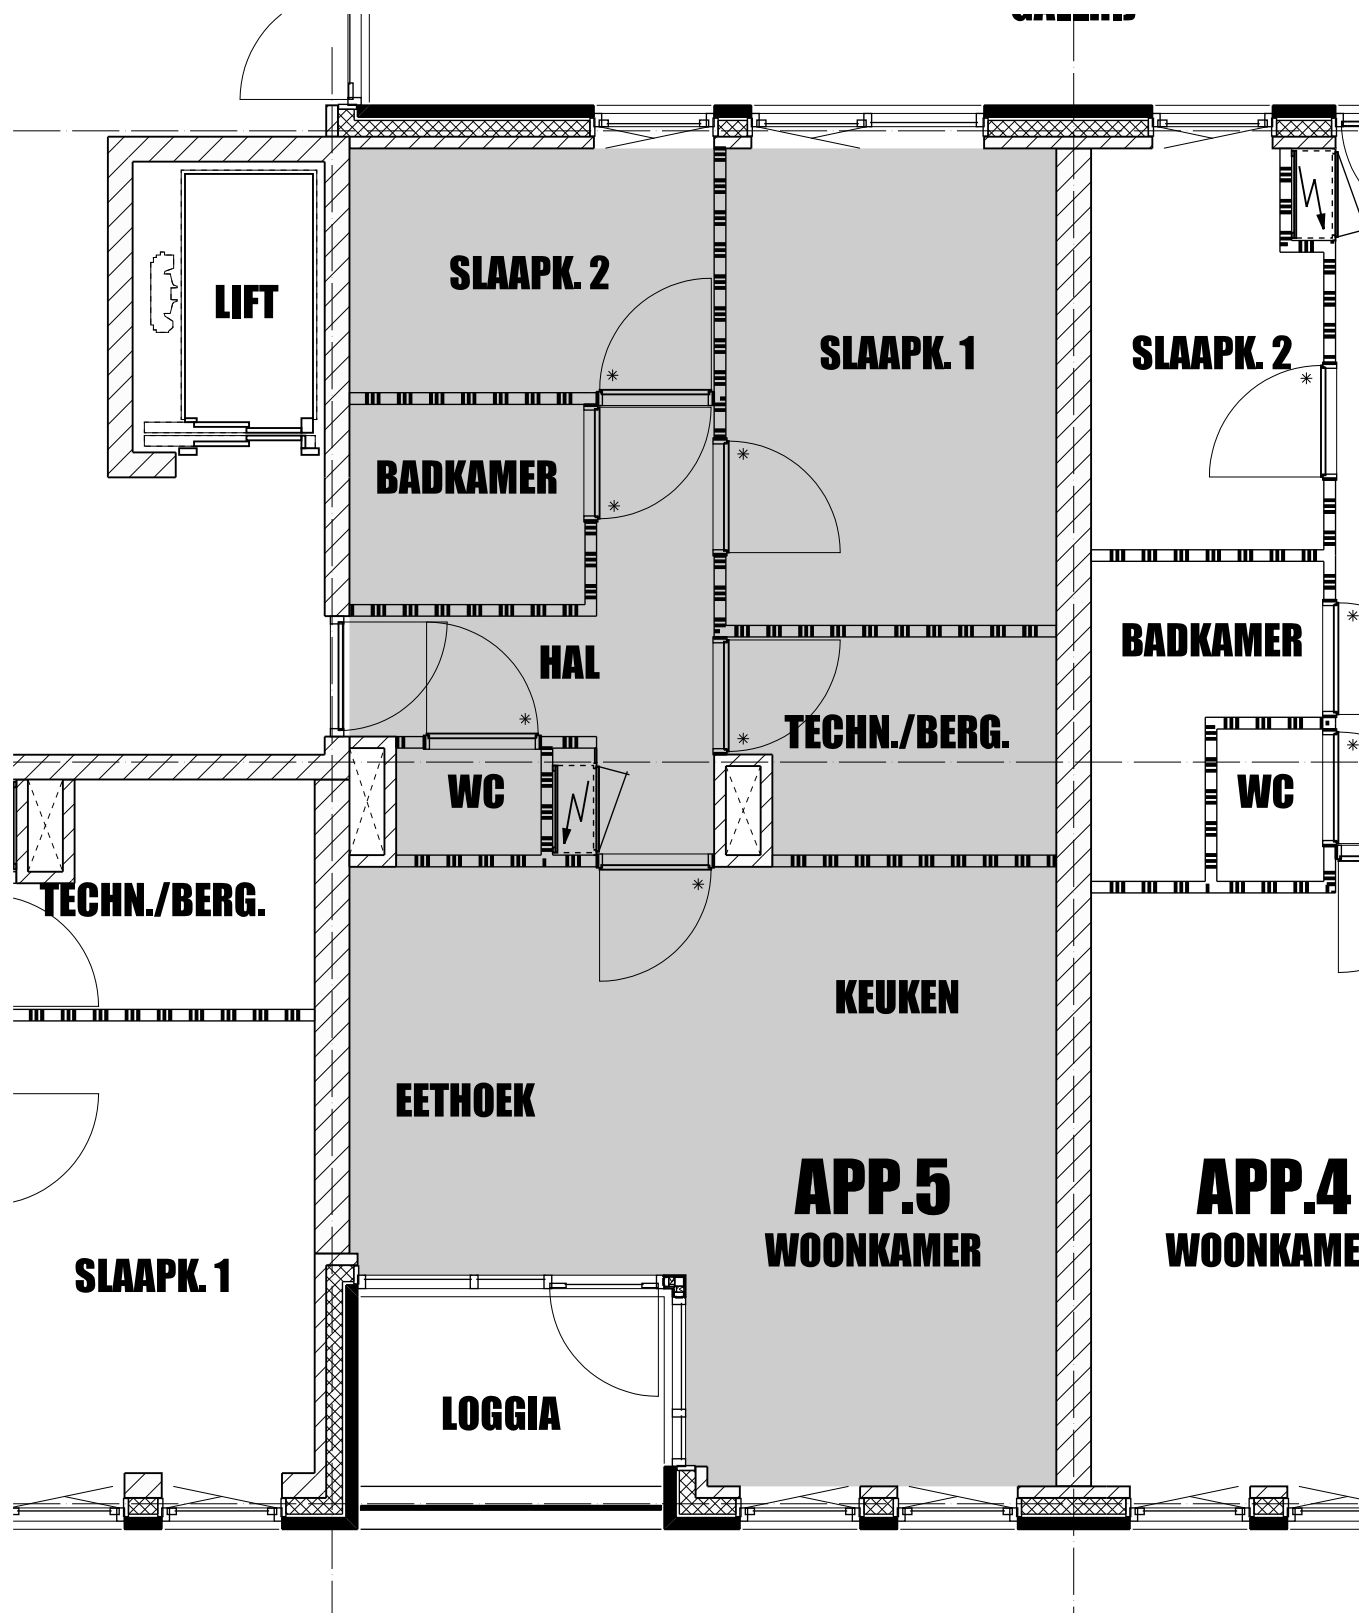 SLAAPK. 2
LIFT
SLAAPK. 1
SLAAPK. 2
BADKAMER
BADKAMER
HAL
TECHN./BERG.
WC
WC
TECHN./BERG.
KEUKEN
EETHOEK
APP.5
WOONKAMER
APP.4
WOONKAME
SLAAPK. 1
LOGGIA